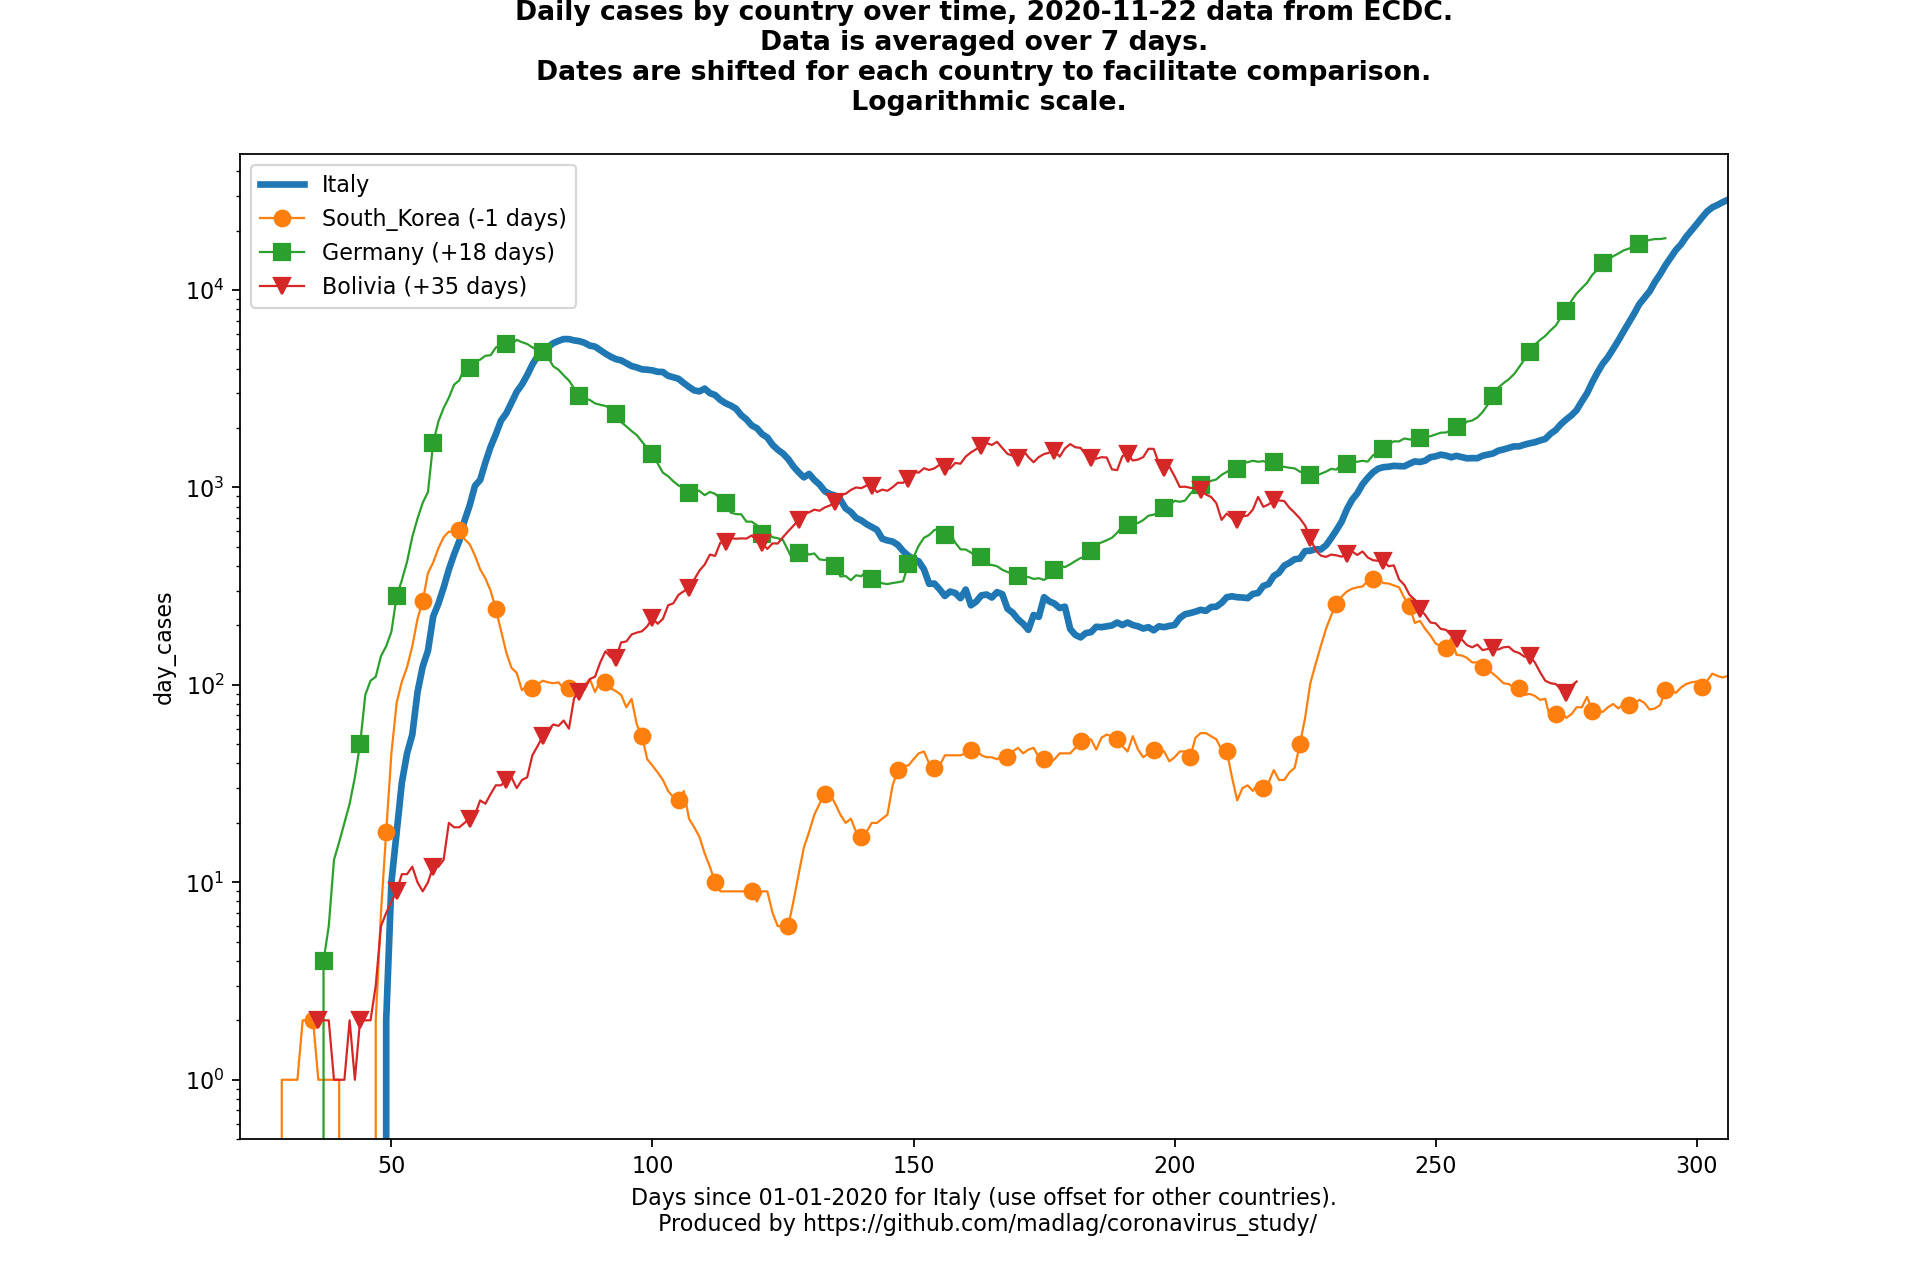 Daily cases by country over time, 2020-11-22 data from ECDC.
Data is averaged over 7 days.
Dates are shifted for each country to facilitate comparison.
Logarithmic scale.
Italy
South_Korea (-1 days)
Germany (+18 days)
Bolivia (+35 days)
day_cases
10^4
10^3
10^2
10^1
10^0
50 100 150 200 250 300
Days since 01-01-2020 for Italy (use offset for other countries).
Produced by https://github.com/madlag/coronavirus_study/